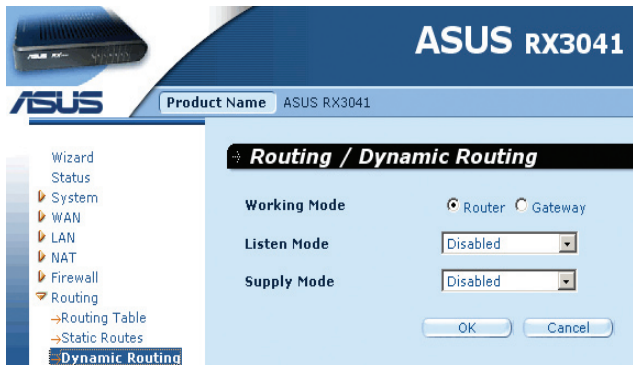 ASUS RX3041
ASUS
Product Name ASUS RX3041
Wizard
Status
System
WAN
LAN
NAT
Firewall
Routing
→Routing Table
→Static Routes
→Dynamic Routing
Routing / Dynamic Routing
Working Mode Router Gateway
Listen Mode Disabled
Supply Mode Disabled
OK Cancel